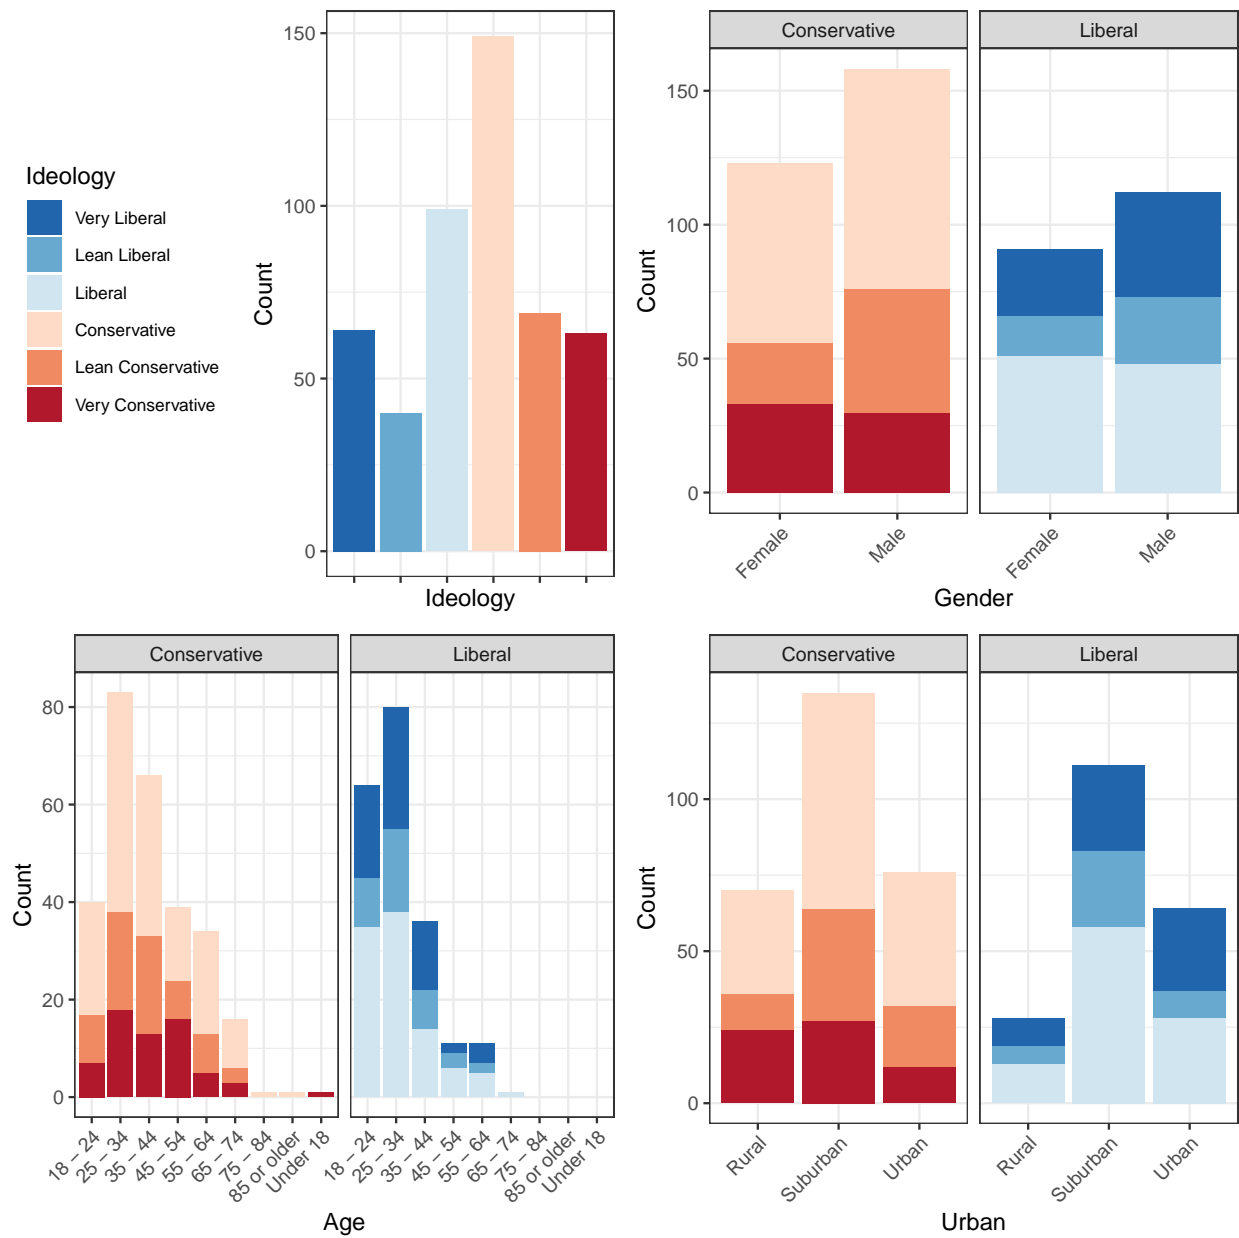 Ideology
Very Liberal
Lean Liberal
Liberal
Conservative
Lean Conservative
Very Conservative
Count
150
100
50
0
Ideology
Conservative Liberal
Count
150
100
50
0
Female Male Female Male
Gender
Conservative Liberal
Count
80
60
40
20
0
18 – 24 25 – 34 35 – 44 45 – 54 55 – 64 65 – 74 75 – 84 85 or older Under 18 18 – 24 25 – 34 35 – 44 45 – 54 55 – 64 65 – 74 75 – 84 85 or older Under 18
Age
Conservative Liberal
Count
100
50
0
Rural Suburban Urban Rural Suburban Urban
Urban